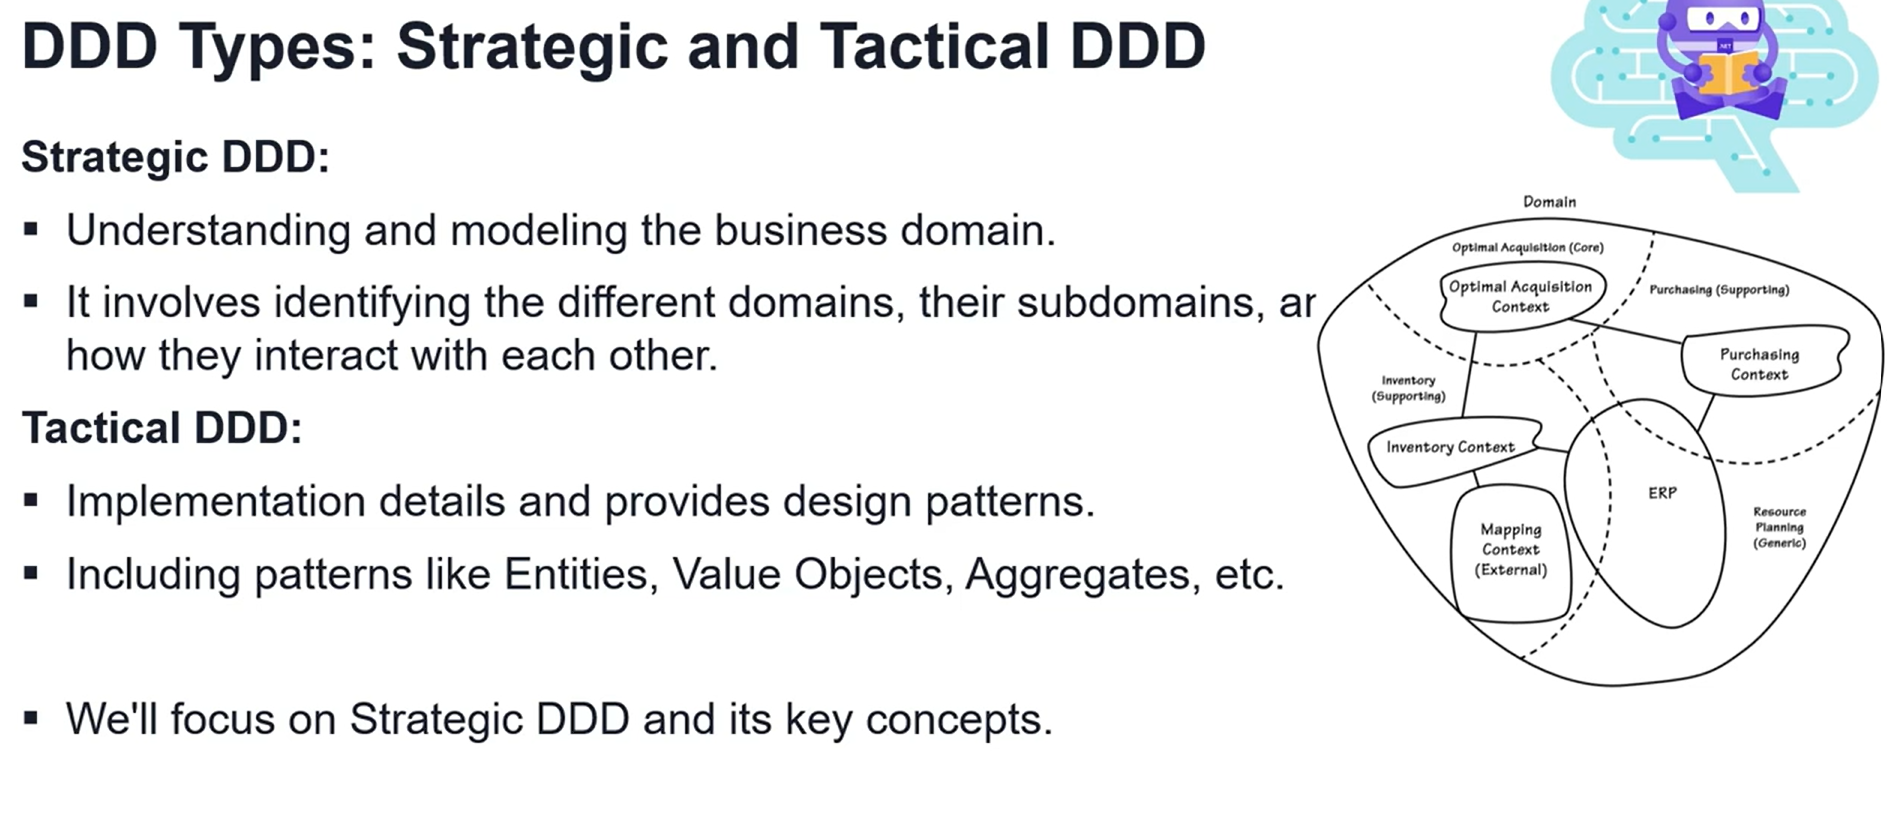 DDD Types: Strategic and Tactical DDD
Strategic DDD:
▪ Understanding and modeling the business domain.
▪ It involves identifying the different domains, their subdomains, ar
how they interact with each other.
Tactical DDD:
▪ Implementation details and provides design patterns.
▪ Including patterns like Entities, Value Objects, Aggregates, etc.
▪ We'll focus on Strategic DDD and its key concepts.
.NET
Domain
Optimal Acquisition (Core)
Optimal Acquisition
Context
Purchasing (Supporting)
Purchasing
Context
Inventory
(Supporting)
Inventory Context
ERP
Mapping
Context
(External)
Resource
Planning
(Generic)